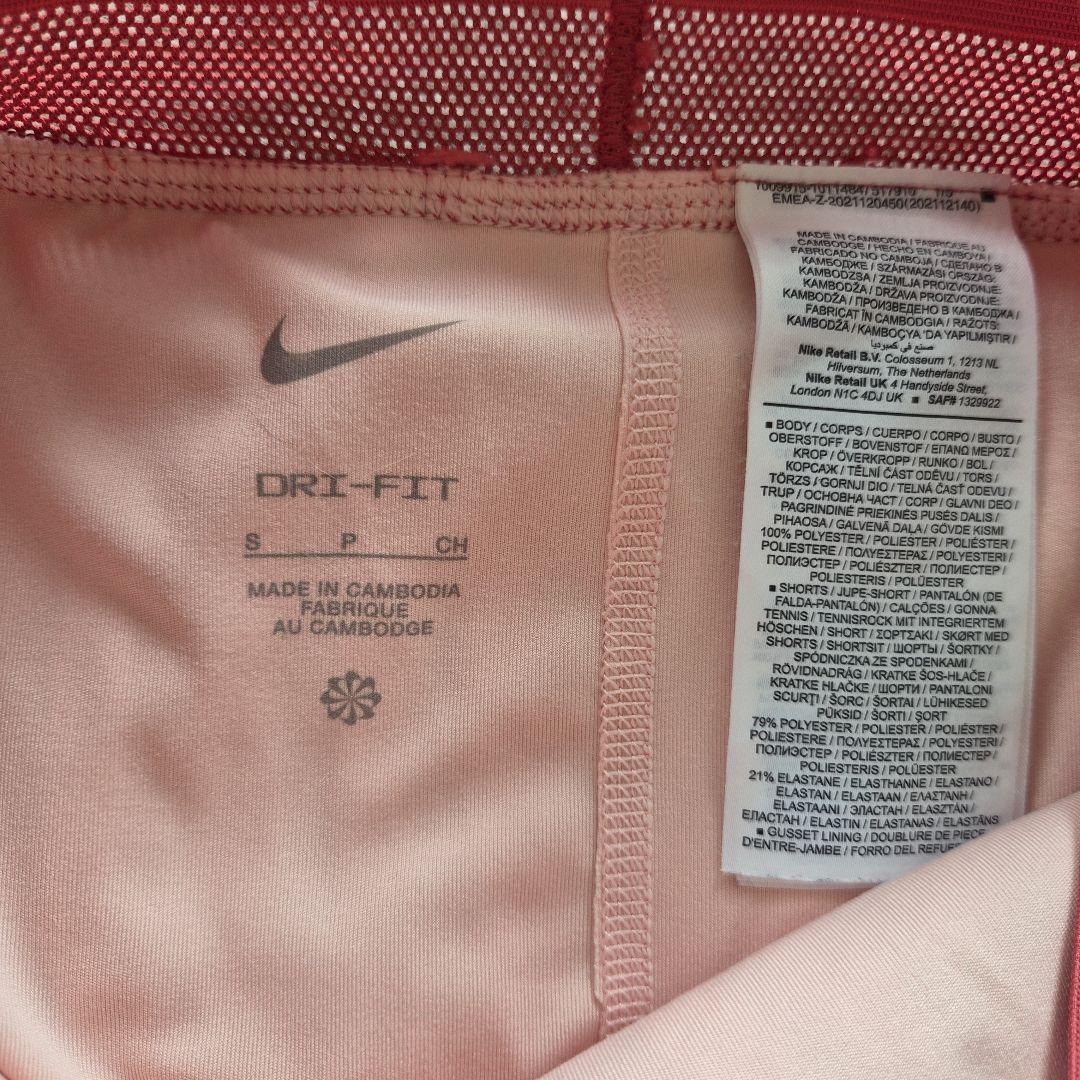 DRI-FIT
S P CH
MADE IN CAMBODIA
FABRIQUE
AU CAMBODGE
EMEA-Z-2021120450(202112140)
MADE IN CAMBODIA / FABRIQUE AU
CAMBODGE / HECHO EN CAMBOYA /
FABRICADO NO CAMBOJA / СДЕЛАНО В
КАМБОДЖЕ / SZÁRMAZÁSI ORSZÁG:
KAMBODZSA / ZEMLJA PROIZVODNJE:
KAMBODŽA / DRŽAVA PROIZVODNJE:
KAMBODŽA / ПРОИЗВЕДЕНО В КАМБОДЖА /
FABRICAT ÎN CAMBODGIA / RAŽOTS:
KAMBODŽĀ / KAMBOÇYA 'DA YAPILMIŞTIR /
صنع في كمبوديا
Nike Retail B.V. Colosseum 1, 1213 NL
Hilversum, The Netherlands
Nike Retail UK 4 Handyside Street,
London N1C 4DJ UK ■ SAF# 1329922
■ BODY / CORPS / CUERPO / CORPO / BUSTO /
OBERSTOFF / BOVENSTOF / ΕΠΑΝΩ ΜΕΡΟΣ /
KROP / ÖVERKROPP / RUNKO / BOL /
КОРСАЖ / TĚLNÍ ČÁST ODĚVU / TORS /
TÖRZS / GORNJI DIO / TELNÁ ČASŤ ODEVU /
TRUP / ОСНОВНА ЧАСТ / CORP / GLAVNI DEO /
PAGRINDINĖ PRIEKINĖS PUSĖS DALIS /
PIHAOSA / GALVENĀ DAĻA / GÖVDE KISMI
100% POLYESTER / POLIESTER / POLIÉSTER /
POLIESTERE / ΠΟΛΥΕΣΤΕΡΑΣ / POLYESTERI /
ПОЛИЭСТЕР / POLIÉSZTER / ПОЛИЕСТЕР /
POLIESTERIS / POLÜESTER
■ SHORTS / JUPE-SHORT / PANTALÓN (DE
FALDA-PANTALÓN) / CALÇÕES / GONNA
TENNIS / TENNISROCK MIT INTEGRIERTEM
HÖSCHEN / SHORT / ΣΟΡΤΣΑΚΙ / SKØRT MED
SHORTS / SHORTSIT / ШОРТЫ / ŠORTKY /
SPÓDNICZKA ZE SPODENKAMI /
RÖVIDNADRÁG / KRATKE ŠOS-HLAČE /
KRATKE HLAČKE / ШОРТИ / PANTALONI
SCURŢI / ŠORC / ŠORTAI / LÜHIKESED
PÜKSID / ŠORTI / ŞORT
79% POLYESTER / POLIESTER / POLIÉSTER /
POLIESTERE / ΠΟΛΥΕΣΤΕΡΑΣ / POLYESTERI /
ПОЛИЭСТЕР / POLIÉSZTER / ПОЛИЕСТЕР /
POLIESTERIS / POLÜESTER
21% ELASTANE / ELASTHANNE / ELASTANO /
ELASTAN / ELASTAAN / ΕΛΑΣΤΑΝΗ /
ELASTAANI / ЭЛАСТАН / ELASZTÁN /
ЕЛАСТАН / ELASTIN / ELASTANAS / ELASTĀNS
■ GUSSET LINING / DOUBLURE DE PIECE
D'ENTRE-JAMBE / FORRO DEL